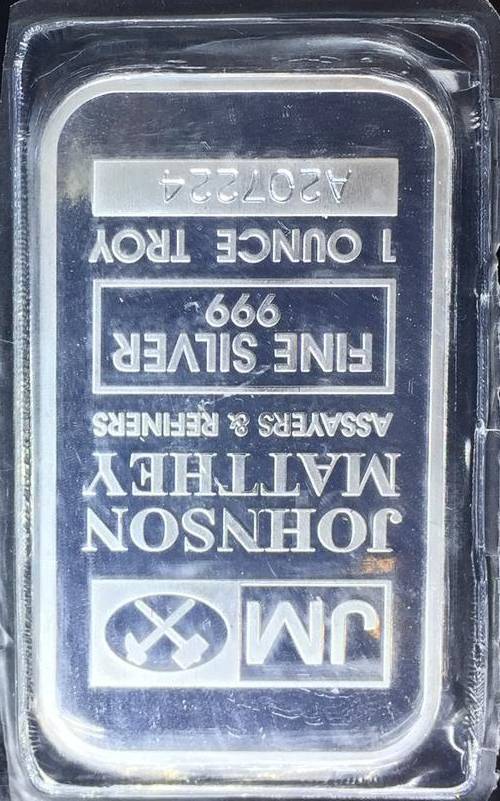 JM
JOHNSON
MATTHEY
ASSAYERS & REFINERS
FINE SILVER
999
1 OUNCE TROY
A207224